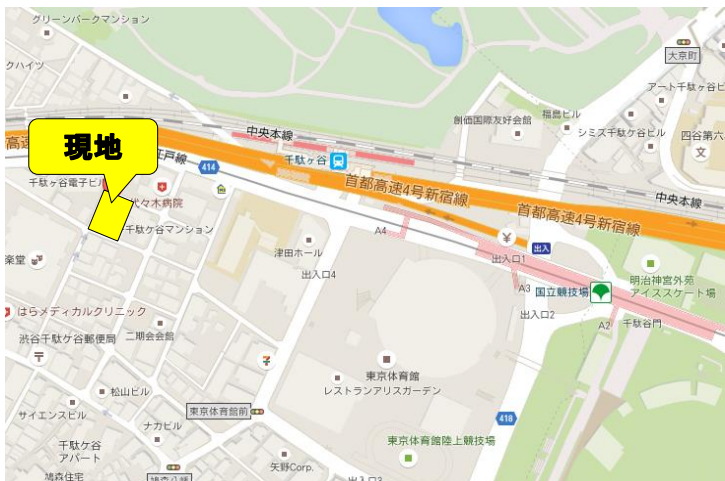 グリーンパークマンション
クハイツ
大京町
アート千駄ヶ谷ビ
創価国際友好会館
福島ビル
シミズ千駄ケ谷ビル
四谷第六
文
中央本線
高速
現地
江戸線
414
千駄ケ谷
首都高速4号新宿線
中央本線
首都高速4号新宿線
千駄ヶ谷電子ビ
代々木病院
千駄ケ谷マンション
A4
津田ホール
出入口4
出入
出入口1
明治神宮外苑
アイススケート場
楽堂
国立競技場
A3
はらメディカルクリニック
出入口2
A2
千駄谷門
渋谷千駄ケ谷郵便局
二期会会館
東京体育館
レストランアリスガーデン
松山ビル
サイエンスビル
東京体育館前
418
ナカビル
千駄ケ谷
アパート
東京体育館陸上競技場
矢野Corp.
鳩森住宅
鳩森八幡
出入口3